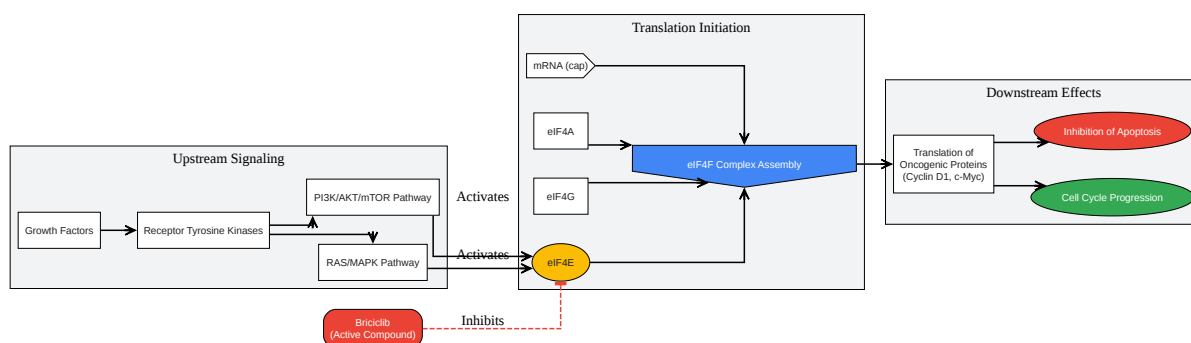 Translation Initiation
mRNA (cap)
Downstream Effects
eIF4A
Inhibition of Apoptosis
Upstream Signaling
eIF4F Complex Assembly
Translation of
Oncogenic Proteins
(Cyclin D1, c-Myc)
PI3K/AKT/mTOR Pathway
Activates
eIF4G
Cell Cycle Progression
Growth Factors
Receptor Tyrosine Kinases
RAS/MAPK Pathway
Activates
eIF4E
Briciclib
(Active Compound)
Inhibits